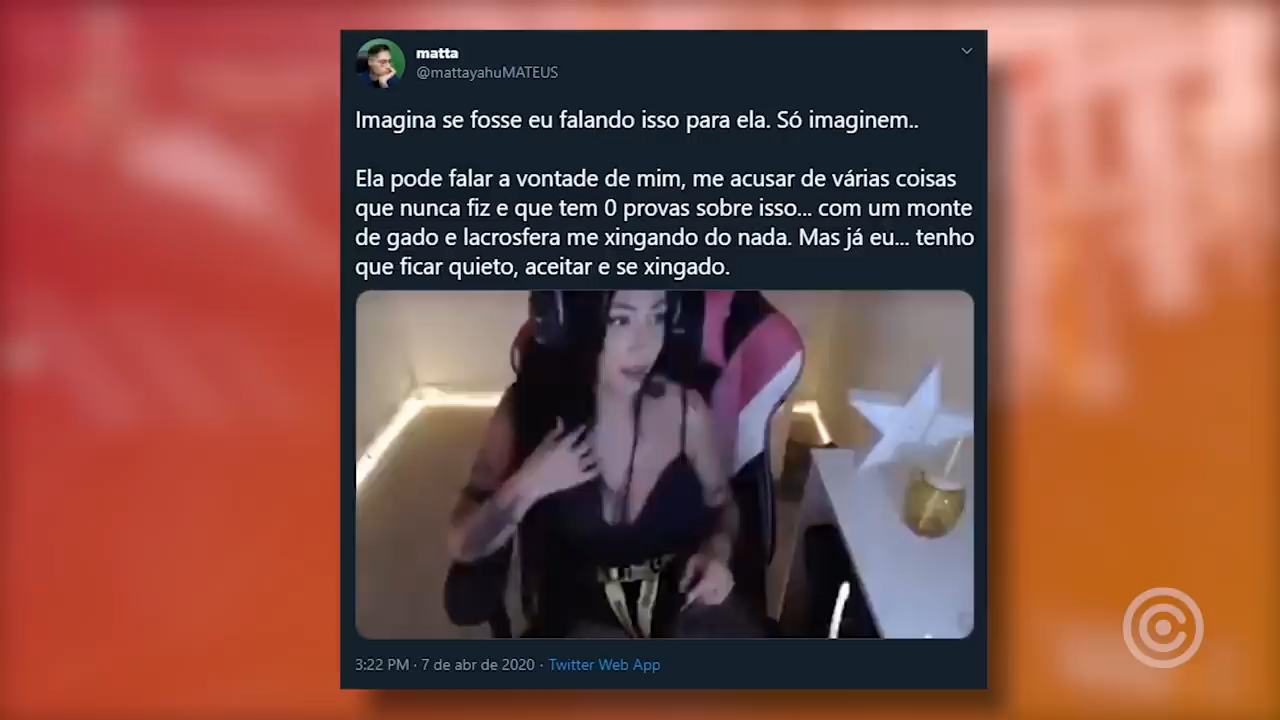 matta
@mattayahuMATEUS
Imagina se fosse eu falando isso para ela. Só imaginem..
Ela pode falar a vontade de mim, me acusar de várias coisas
que nunca fiz e que tem 0 provas sobre isso... com um monte
de gado e lacrosfera me xingando do nada. Mas já eu... tenho
que ficar quieto, aceitar e se xingado.
3:22 PM · 7 de abr de 2020 · Twitter Web App